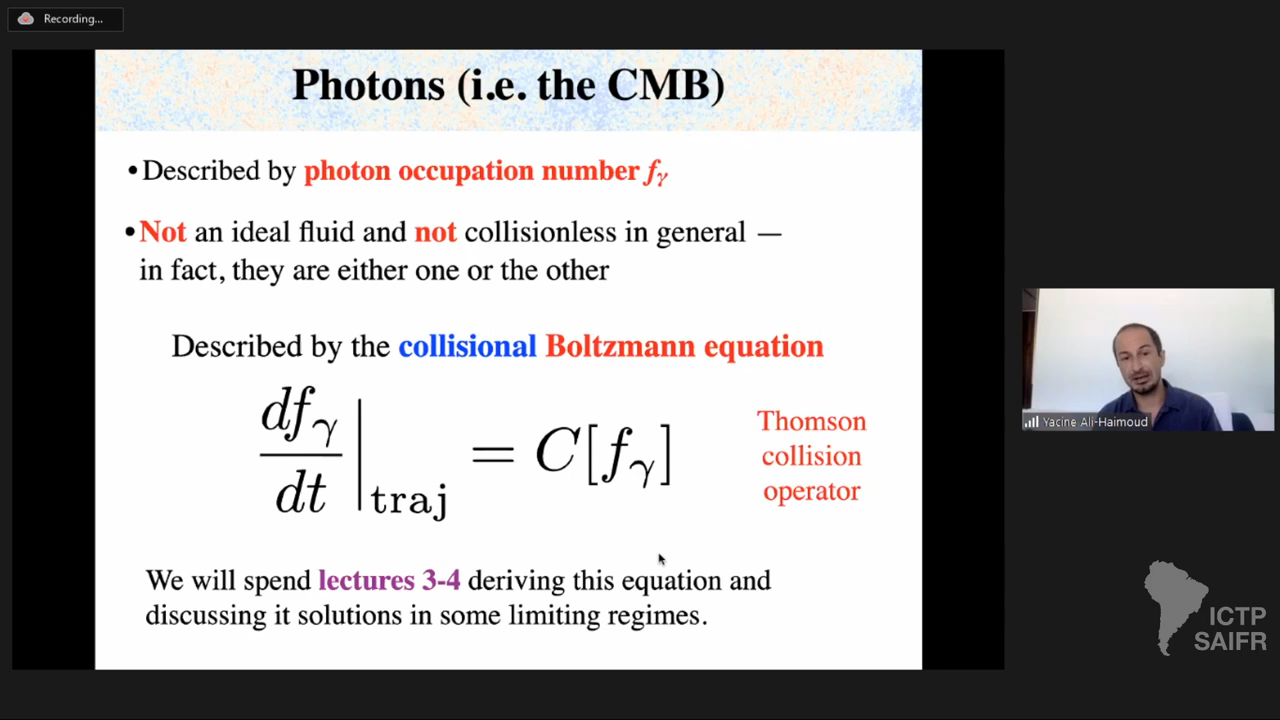 Recording...
Photons (i.e. the CMB)
•Described by photon occupation number fγ
•Not an ideal fluid and not collisionless in general —
in fact, they are either one or the other
Described by the collisional Boltzmann equation
dfγ/dt |traj = C[fγ]
Thomson
collision
operator
We will spend lectures 3-4 deriving this equation and
discussing it solutions in some limiting regimes.
Yacine Ali-Haimoud
ICTP
SAIFR